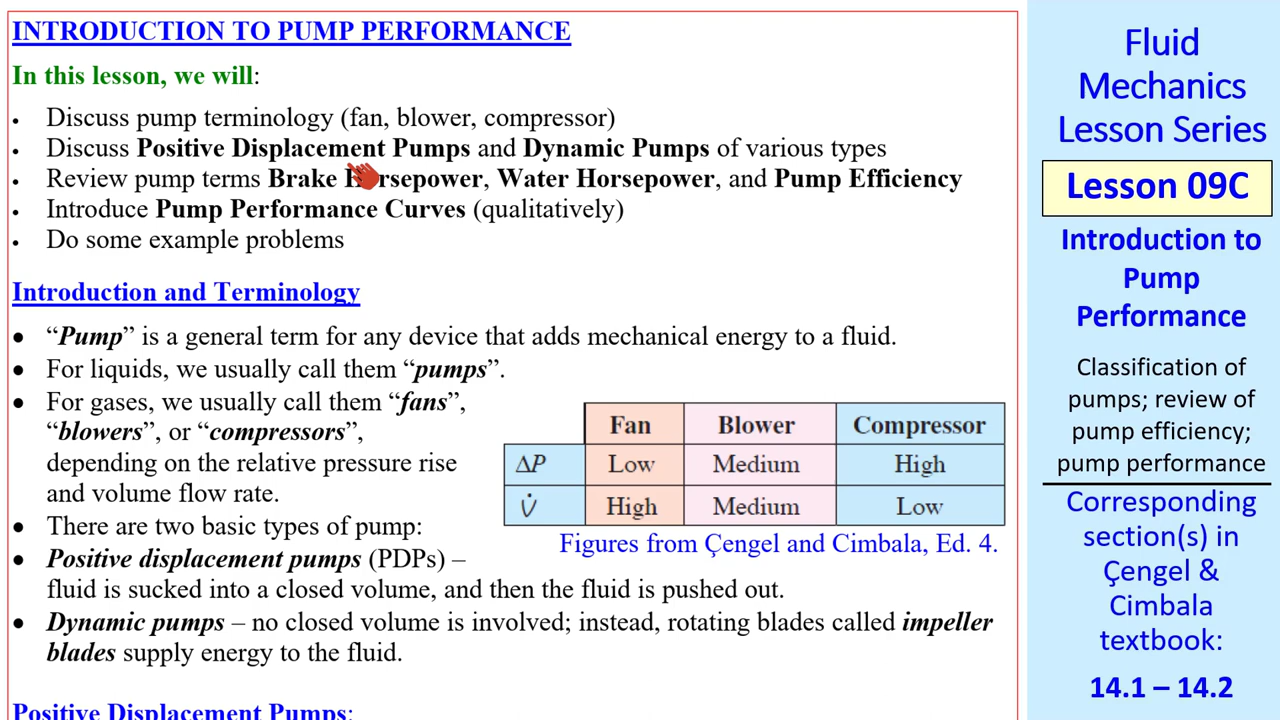 INTRODUCTION TO PUMP PERFORMANCE
In this lesson, we will:
• Discuss pump terminology (fan, blower, compressor)
• Discuss Positive Displacement Pumps and Dynamic Pumps of various types
• Review pump terms Brake Horsepower, Water Horsepower, and Pump Efficiency
• Introduce Pump Performance Curves (qualitatively)
• Do some example problems
Introduction and Terminology
• “Pump” is a general term for any device that adds mechanical energy to a fluid.
• For liquids, we usually call them “pumps”.
• For gases, we usually call them “fans”,
“blowers”, or “compressors”,
depending on the relative pressure rise
and volume flow rate.
• There are two basic types of pump:
• Positive displacement pumps (PDPs) –
fluid is sucked into a closed volume, and then the fluid is pushed out.
• Dynamic pumps – no closed volume is involved; instead, rotating blades called impeller
blades supply energy to the fluid.
Positive Displacement Pumps:
Fan Blower Compressor
ΔP Low Medium High
V̇ High Medium Low
Figures from Çengel and Cimbala, Ed. 4.
Fluid
Mechanics
Lesson Series
Lesson 09C
Introduction to
Pump
Performance
Classification of
pumps; review of
pump efficiency;
pump performance
Corresponding
section(s) in
Çengel &
Cimbala
textbook:
14.1 – 14.2